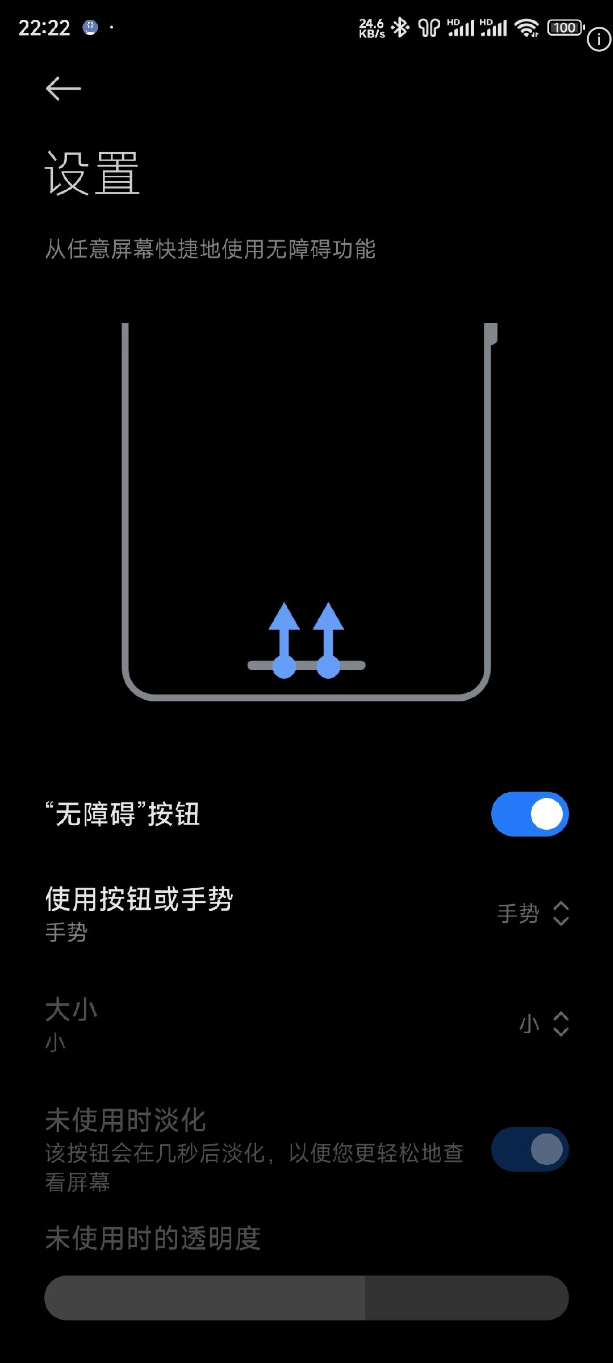 22:22
24.6 KB/s HD HD 100
设置
从任意屏幕快捷地使用无障碍功能
“无障碍”按钮
使用按钮或手势
手势
手势
大小
小
小
未使用时淡化
该按钮会在几秒后淡化，以便您更轻松地查
看屏幕
未使用时的透明度